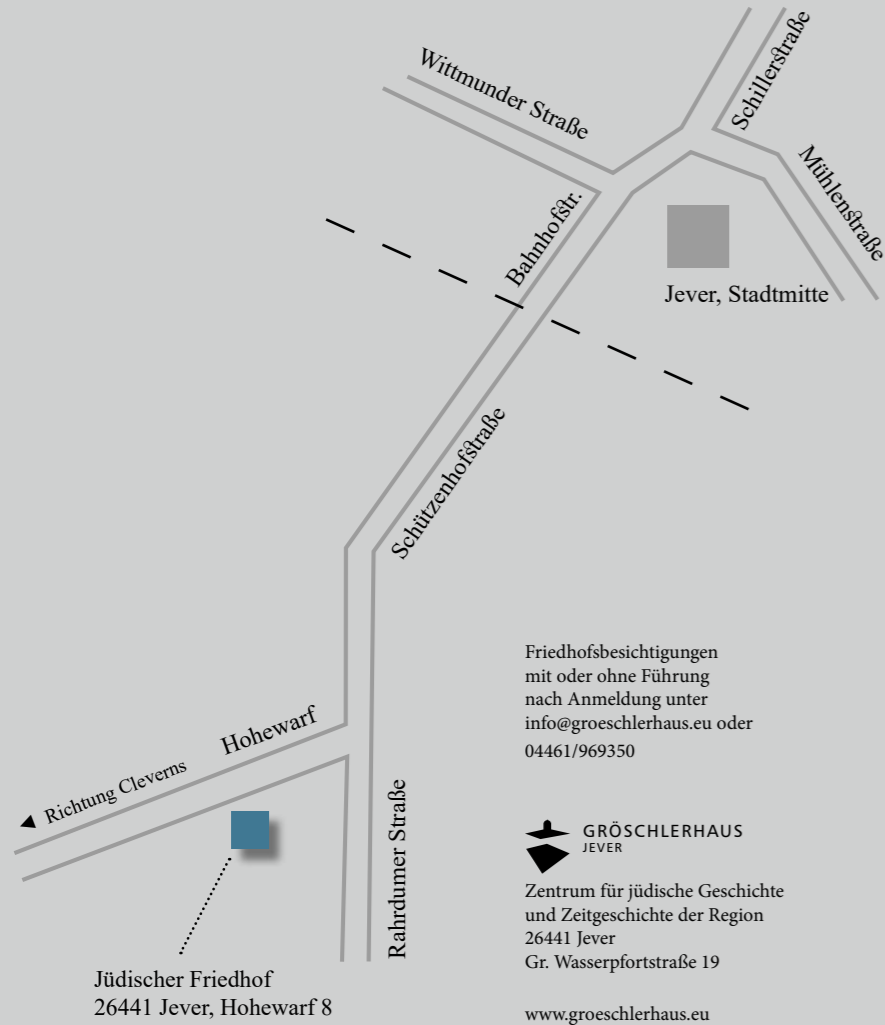 Wittmunder Straße
Schillerstraße
Mühlenstraße
Bahnhofstr.
Jever, Stadtmitte
Schützenhofstraße
Friedhofsbesichtigungen
mit oder ohne Führung
nach Anmeldung unter
info@groeschlerhaus.eu oder
04461/969350
Hohewarf
Richtung Cleverns
Rahrdumer Straße
GRÖSCHLERHAUS
JEVER
Zentrum für jüdische Geschichte
und Zeitgeschichte der Region
26441 Jever
Gr. Wasserpfortstraße 19
www.groeschlerhaus.eu
Jüdischer Friedhof
26441 Jever, Hohewarf 8